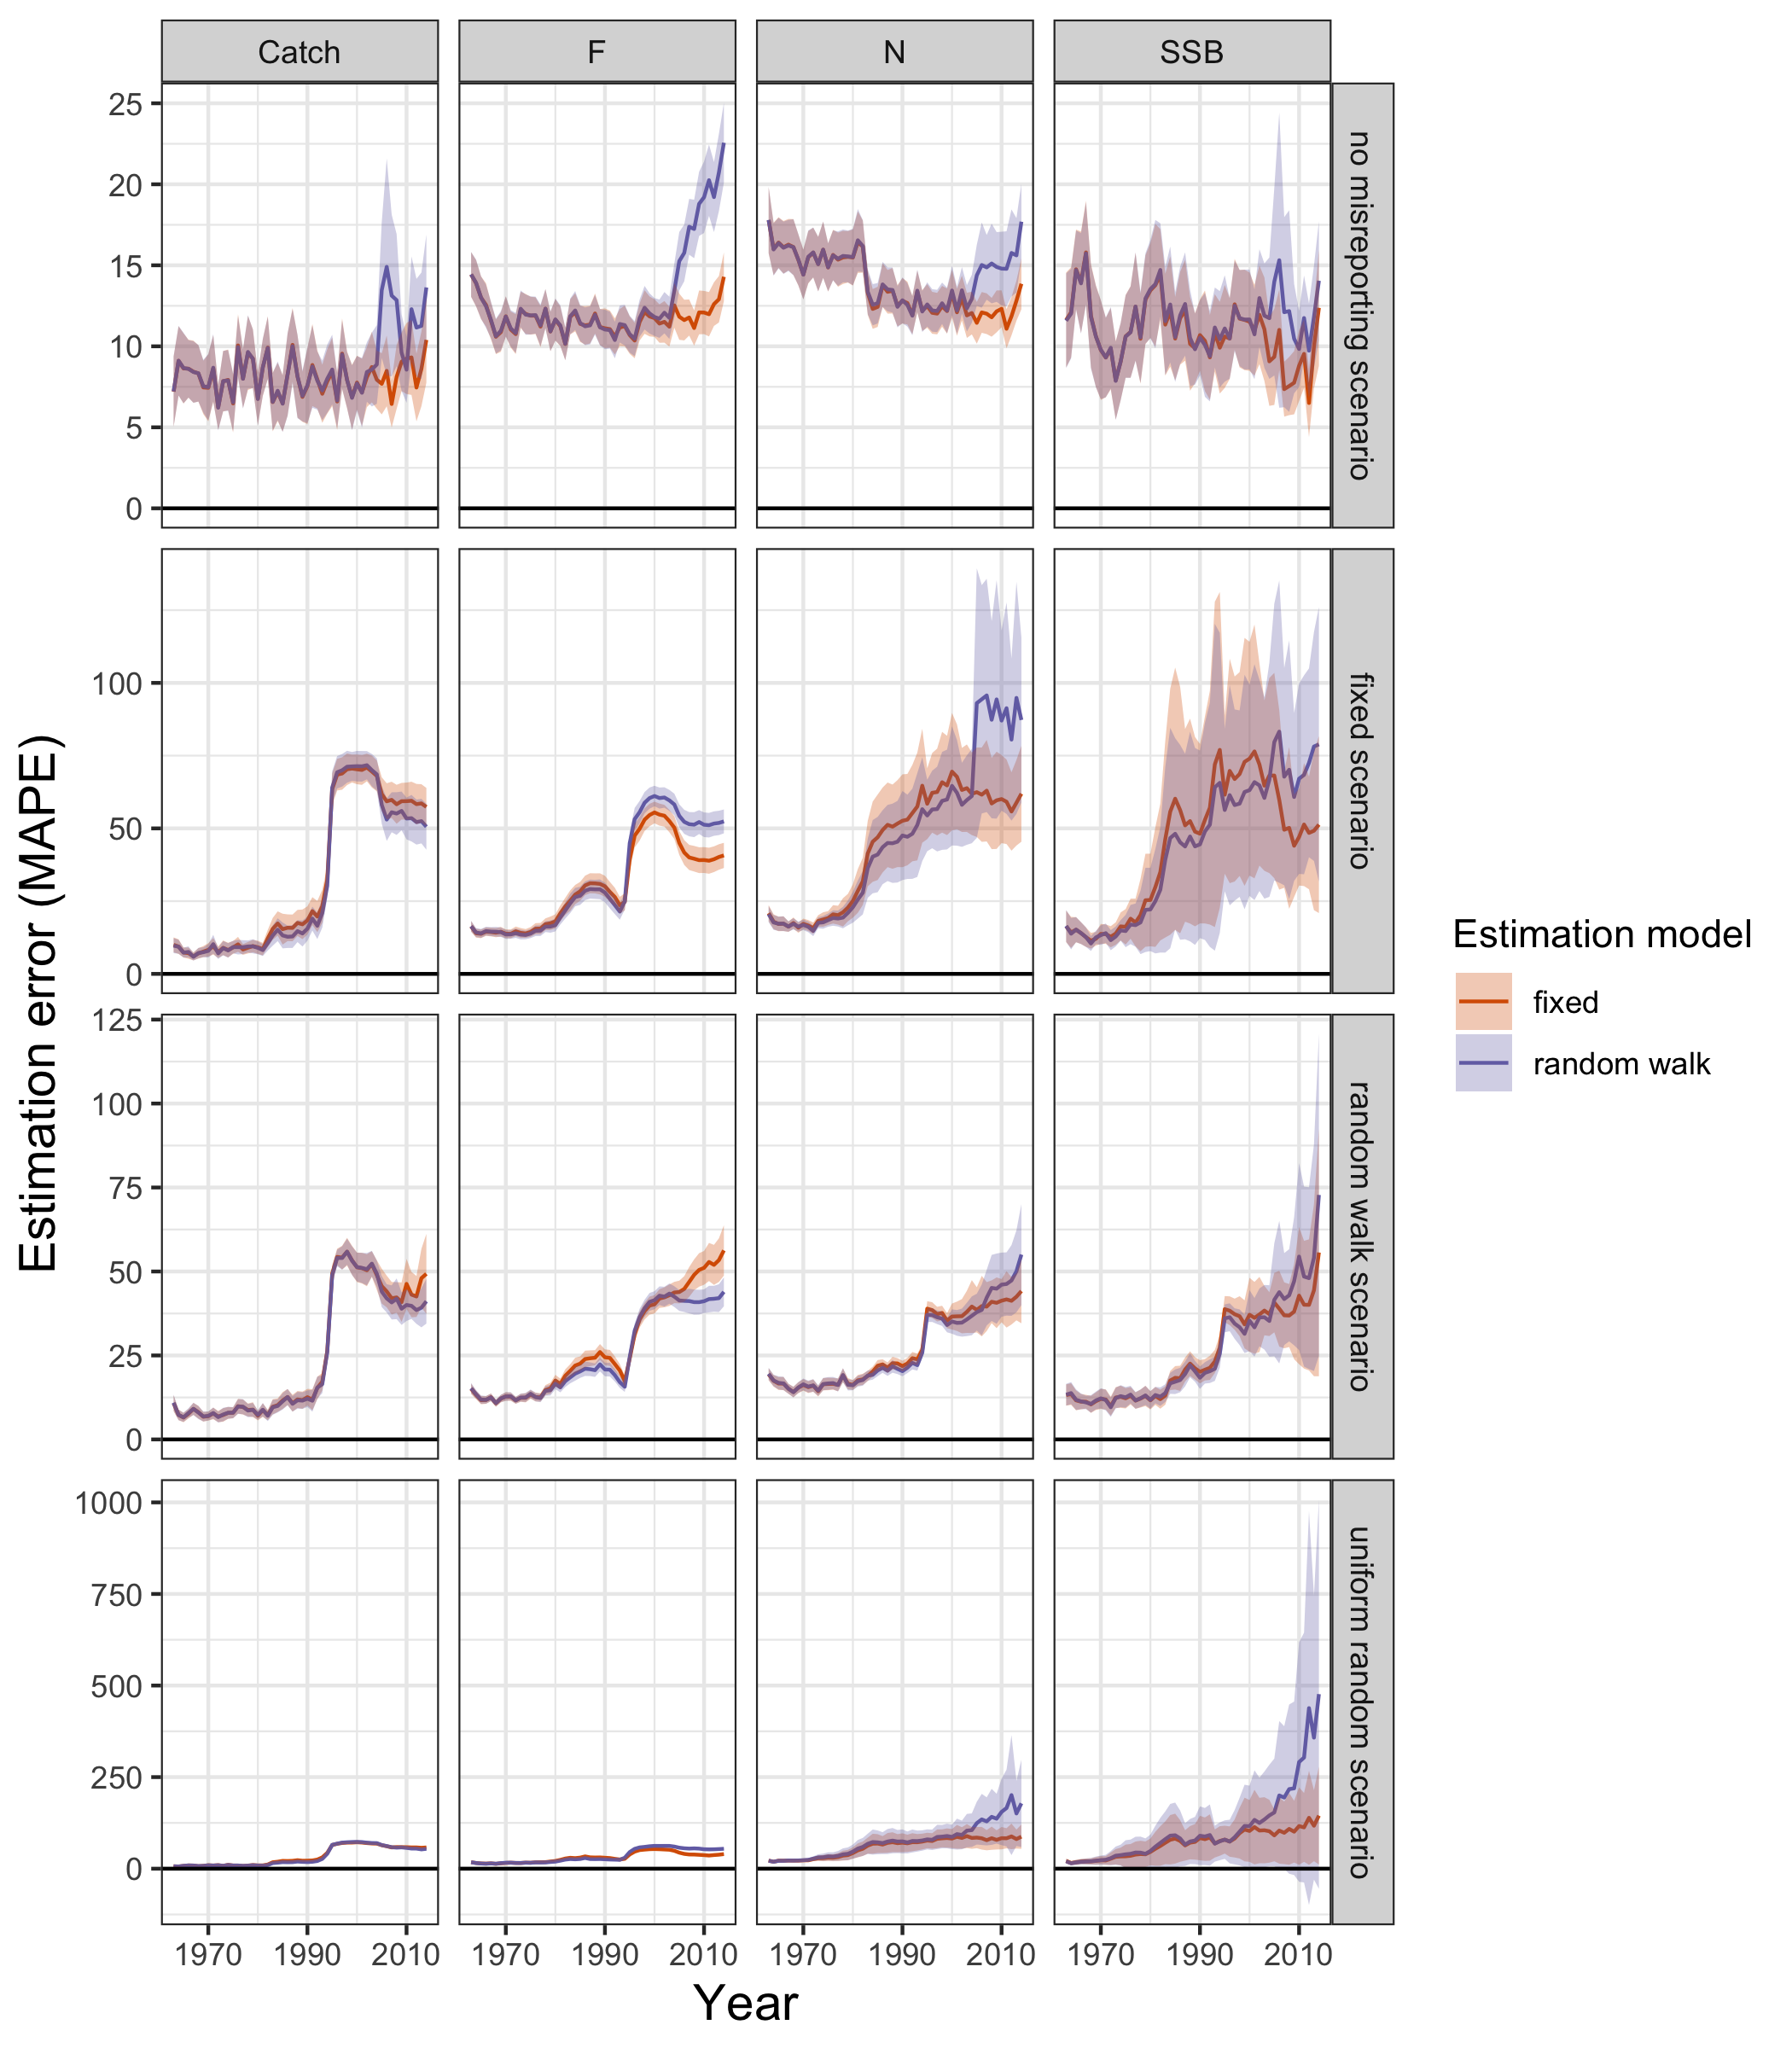 Catch F N SSB
25
20
15
10
5
0
no misreporting scenario
100
50
0
fixed scenario
125
100
75
50
25
0
random walk scenario
1000
750
500
250
0
uniform random scenario
1970 1990 2010 1970 1990 2010 1970 1990 2010 1970 1990 2010
Year
Estimation error (MAPE)
Estimation model
fixed
random walk